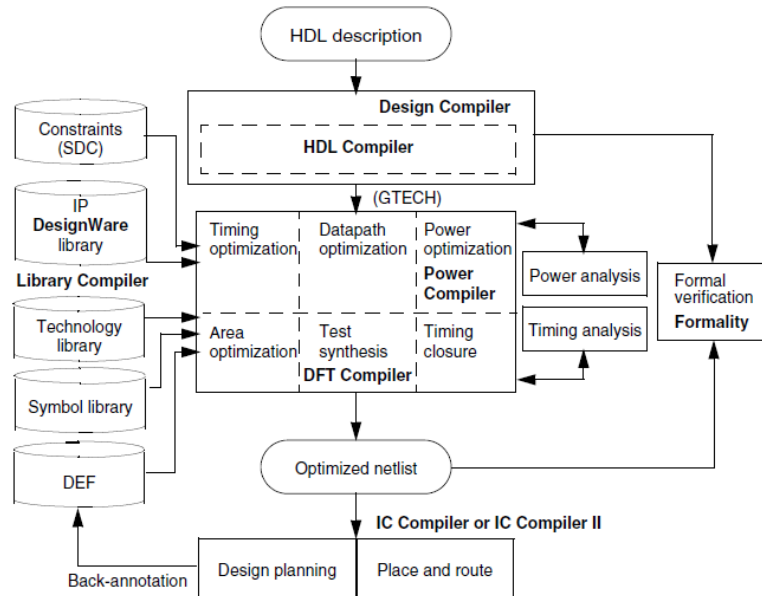 HDL description
Design Compiler
HDL Compiler
Constraints
(SDC)
(GTECH)
IP
DesignWare
library
Library Compiler
Timing
optimization
Datapath
optimization
Power
optimization
Power
Compiler
Power analysis
Formal
verification
Formality
Technology
library
Area
optimization
Test
synthesis
DFT Compiler
Timing
closure
Timing analysis
Symbol library
DEF
Optimized netlist
IC Compiler or IC Compiler II
Back-annotation
Design planning
Place and route